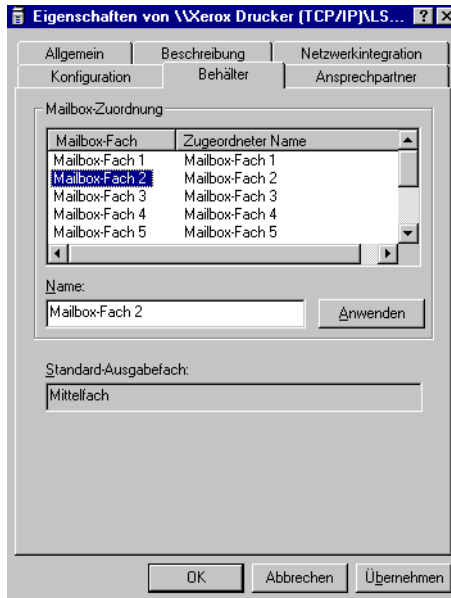 Eigenschaften von \\Xerox Drucker (TCP/IP)\LS...
Allgemein Beschreibung Netzwerkintegration
Konfiguration Behälter Ansprechpartner
Mailbox-Zuordnung
Mailbox-Fach Zugeordneter Name
Mailbox-Fach 1 Mailbox-Fach 1
Mailbox-Fach 2 Mailbox-Fach 2
Mailbox-Fach 3 Mailbox-Fach 3
Mailbox-Fach 4 Mailbox-Fach 4
Mailbox-Fach 5 Mailbox-Fach 5
Name:
Mailbox-Fach 2 Anwenden
Standard-Ausgabefach:
Mittelfach
OK Abbrechen Übernehmen